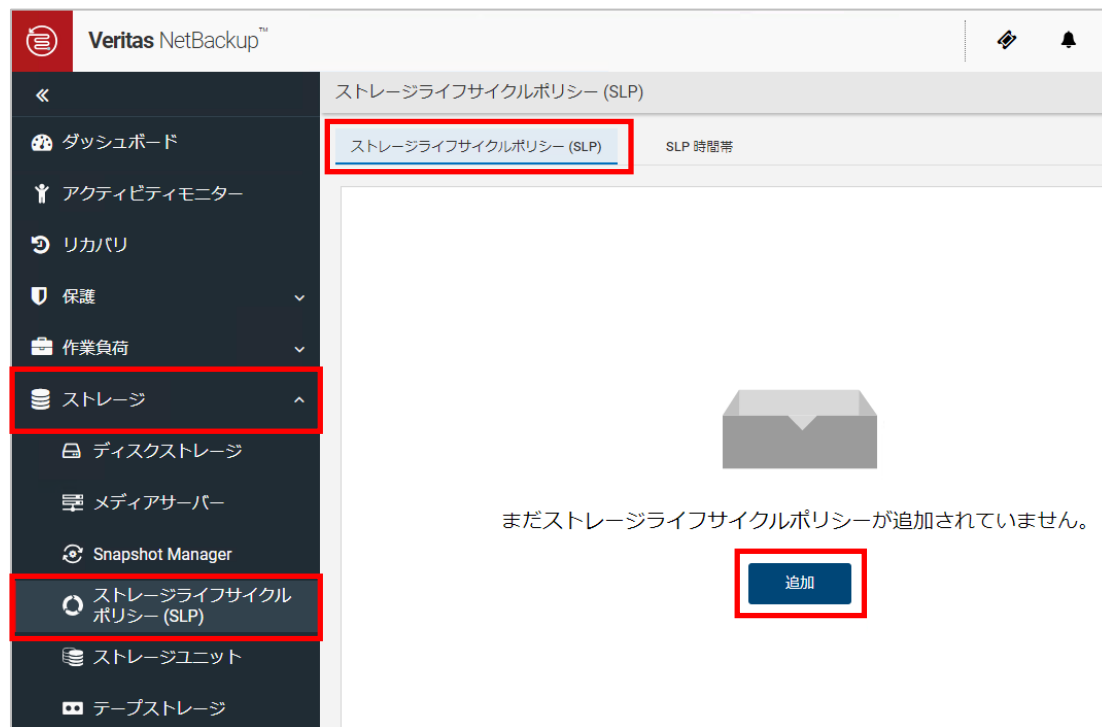 Veritas NetBackup™
ストレージライフサイクルポリシー (SLP)
ダッシュボード
ストレージライフサイクルポリシー (SLP)
SLP 時間帯
アクティビティモニター
リカバリ
保護
作業負荷
ストレージ
ディスクストレージ
メディアサーバー
Snapshot Manager
ストレージライフサイクル
ポリシー (SLP)
ストレージユニット
テープストレージ
まだストレージライフサイクルポリシーが追加されていません。
追加